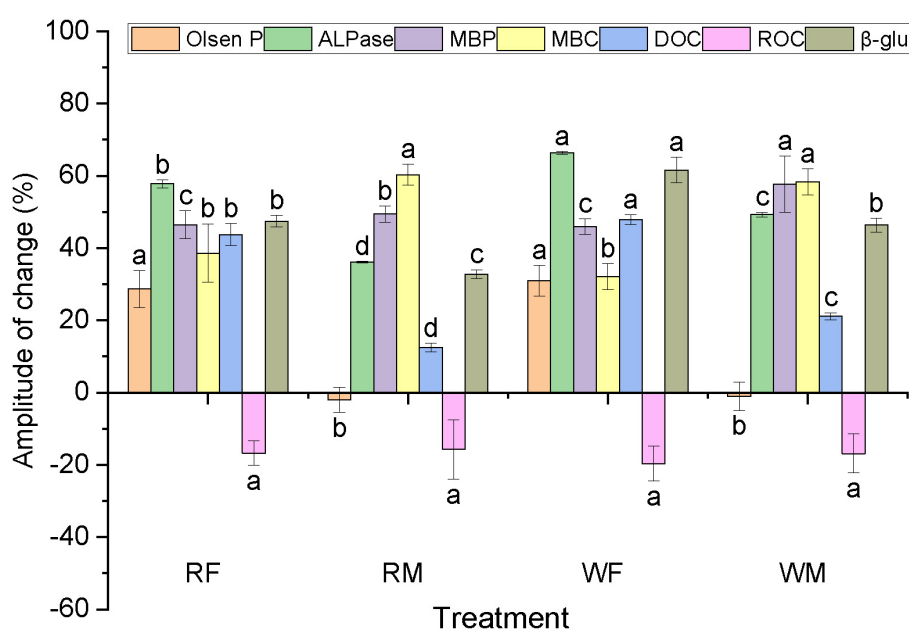 100
80
60
40
20
0
-20
-40
-60
Amplitude of change (%)
Olsen P ALPase MBP MBC DOC ROC β-glu
a b c b b a b
b d b a d a c
a a c b a a a
b c a a c a b
RF RM WF WM
Treatment